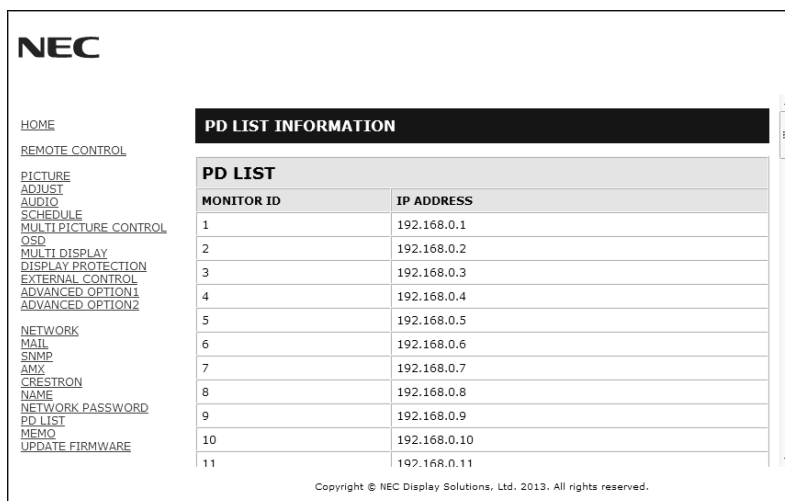 NEC
HOME
REMOTE CONTROL
PICTURE
ADJUST
AUDIO
SCHEDULE
MULTI PICTURE CONTROL
OSD
MULTI DISPLAY
DISPLAY PROTECTION
EXTERNAL CONTROL
ADVANCED OPTION1
ADVANCED OPTION2
NETWORK
MAIL
SNMP
AMX
CRESTRON
NAME
NETWORK PASSWORD
PD LIST
MEMO
UPDATE FIRMWARE
PD LIST INFORMATION
PD LIST
MONITOR ID IP ADDRESS
1 192.168.0.1
2 192.168.0.2
3 192.168.0.3
4 192.168.0.4
5 192.168.0.5
6 192.168.0.6
7 192.168.0.7
8 192.168.0.8
9 192.168.0.9
10 192.168.0.10
11 192.168.0.11
Copyright © NEC Display Solutions, Ltd. 2013. All rights reserved.